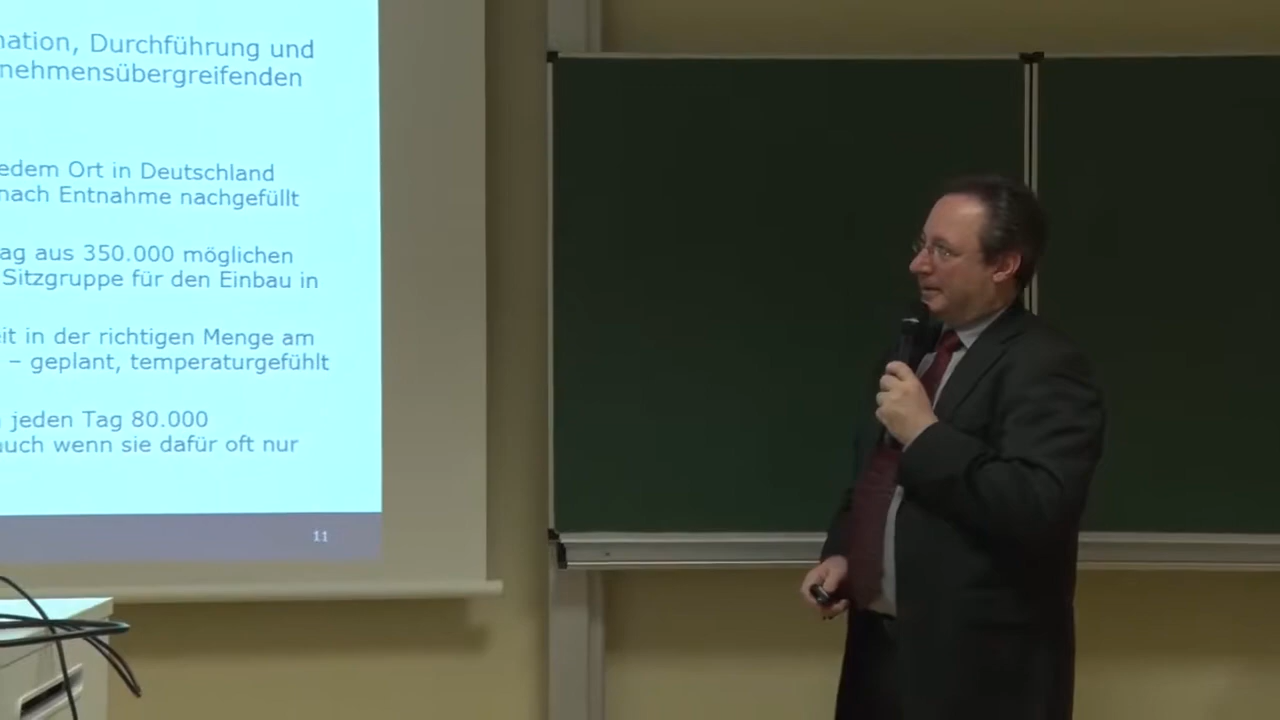 nation, Durchführung und
nehmensübergreifenden
edem Ort in Deutschland
nach Entnahme nachgefüllt
ag aus 350.000 möglichen
Sitzgruppe für den Einbau in
eit in der richtigen Menge am
– geplant, temperaturgefühlt
jeden Tag 80.000
auch wenn sie dafür oft nur
11